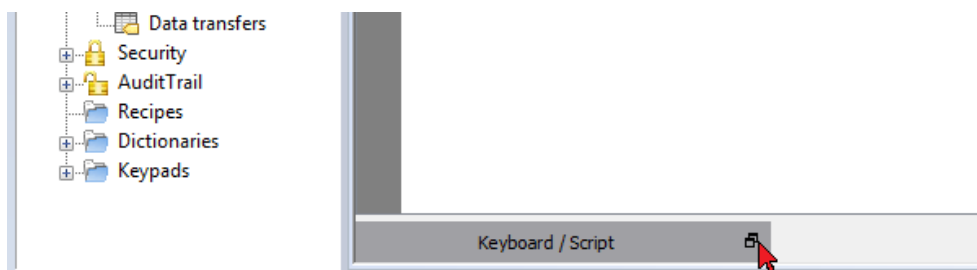 Data transfers
Security
AuditTrail
Recipes
Dictionaries
Keypads
Keyboard / Script